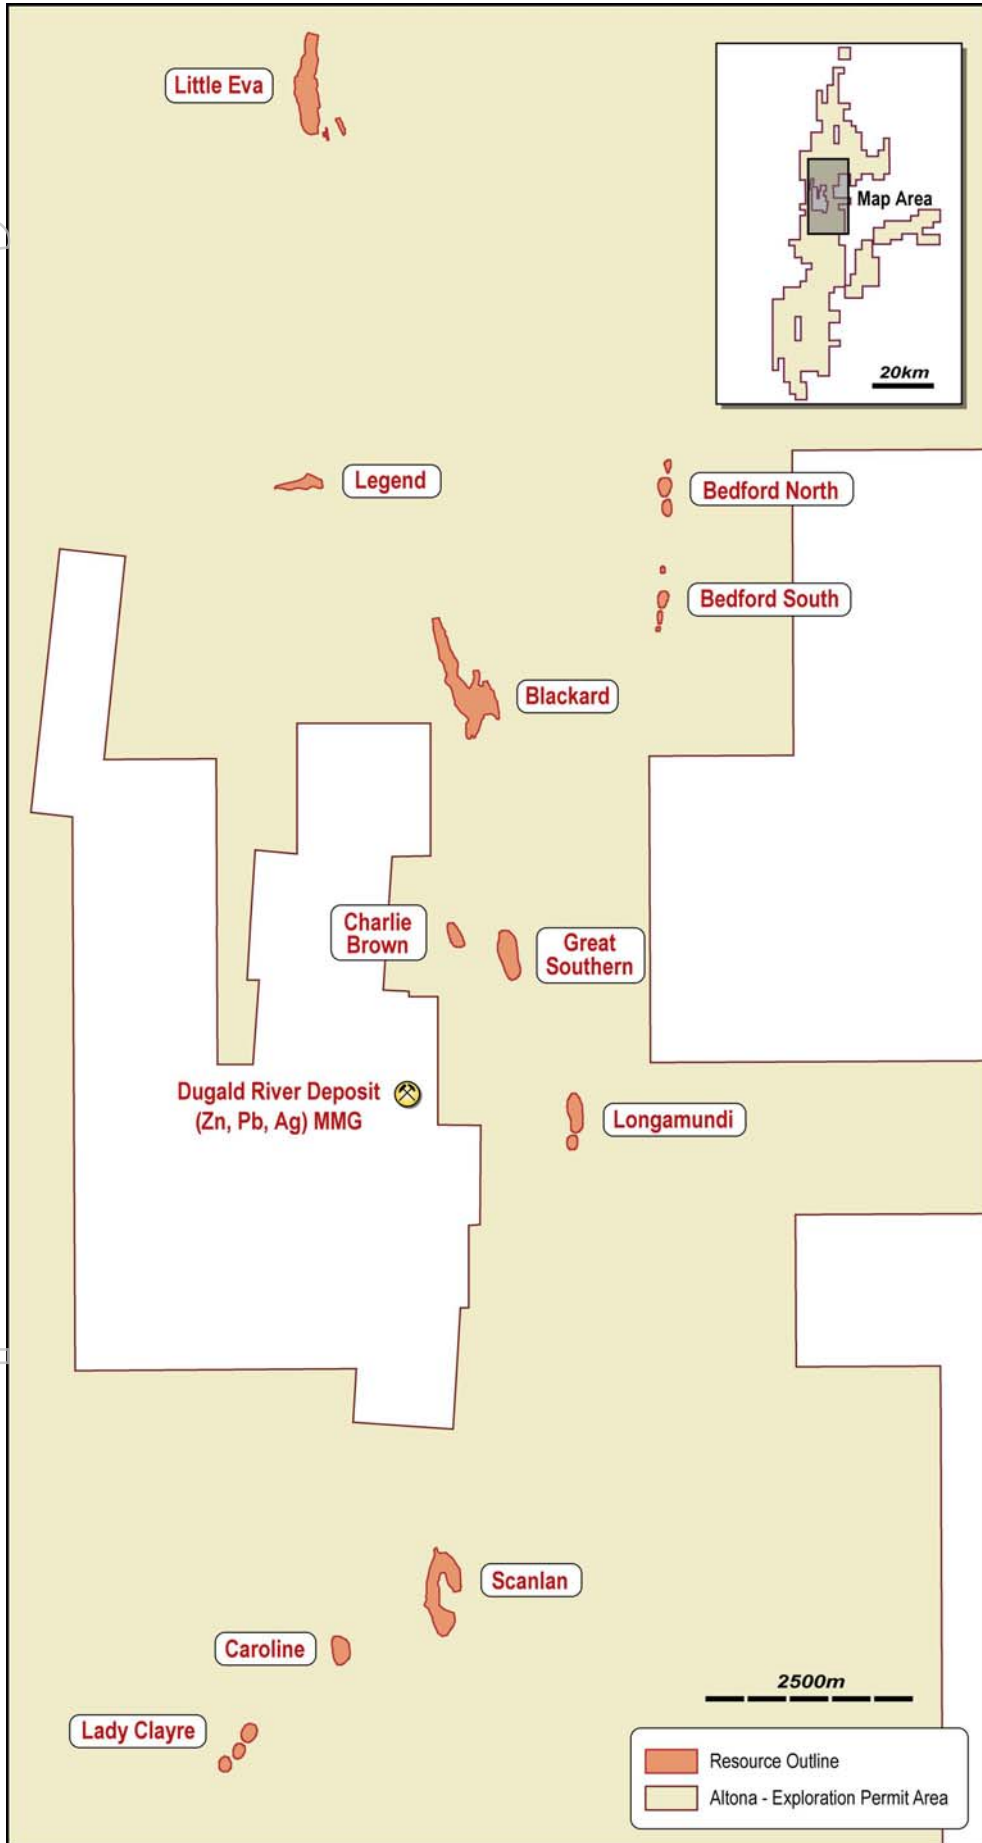 Little Eva
Map Area
20km
Legend
Bedford North
Bedford South
Blackard
Charlie
Brown
Great
Southern
Dugald River Deposit
(Zn, Pb, Ag) MMG
Longamundi
Scanlan
Caroline
2500m
Lady Clayre
Resource Outline
Altona - Exploration Permit Area